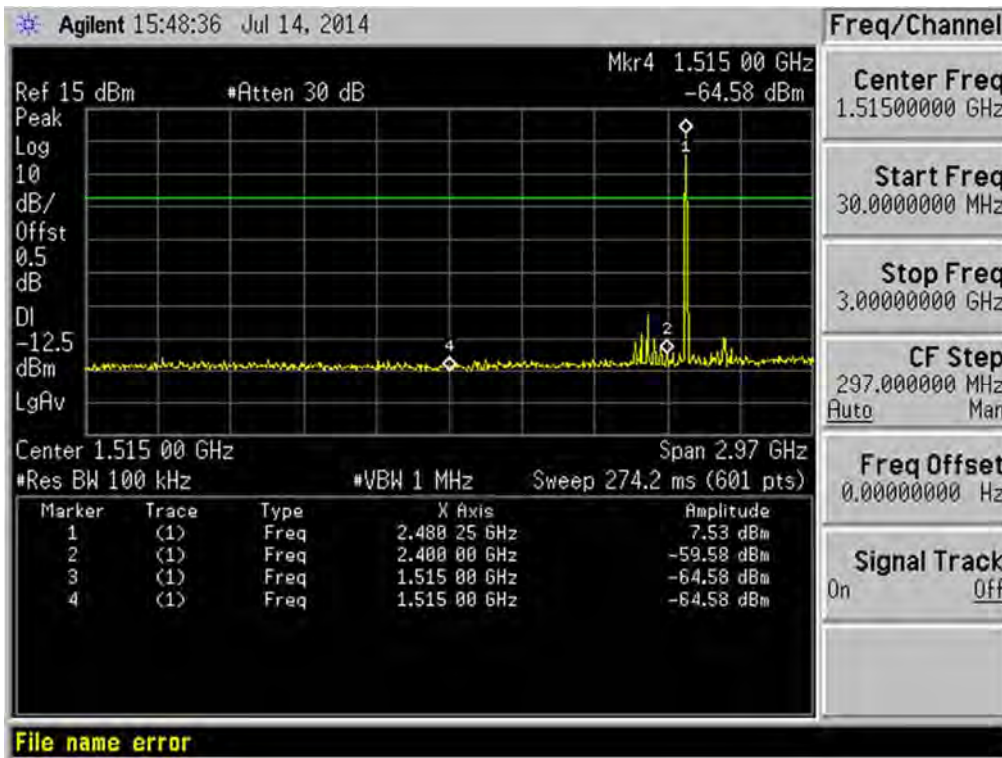 Agilent 15:48:36 Jul 14, 2014
Mkr4 1.515 00 GHz
Ref 15 dBm #Atten 30 dB -64.58 dBm
Peak
Log
10
dB/
Offst
0.5
dB
DI
-12.5
dBm
LgAv
1
2
4
Center 1.515 00 GHz Span 2.97 GHz
#Res BW 100 kHz #VBW 1 MHz Sweep 274.2 ms (601 pts)
Marker Trace Type X Axis Amplitude
1 (1) Freq 2.480 25 GHz 7.53 dBm
2 (1) Freq 2.400 00 GHz -59.58 dBm
3 (1) Freq 1.515 00 GHz -64.58 dBm
4 (1) Freq 1.515 00 GHz -64.58 dBm
File name error
Freq/Channel
Center Freq
1.51500000 GHz
Start Freq
30.0000000 MHz
Stop Freq
3.00000000 GHz
CF Step
297.000000 MHz
Auto Man
Freq Offset
0.00000000 Hz
Signal Track
On Off